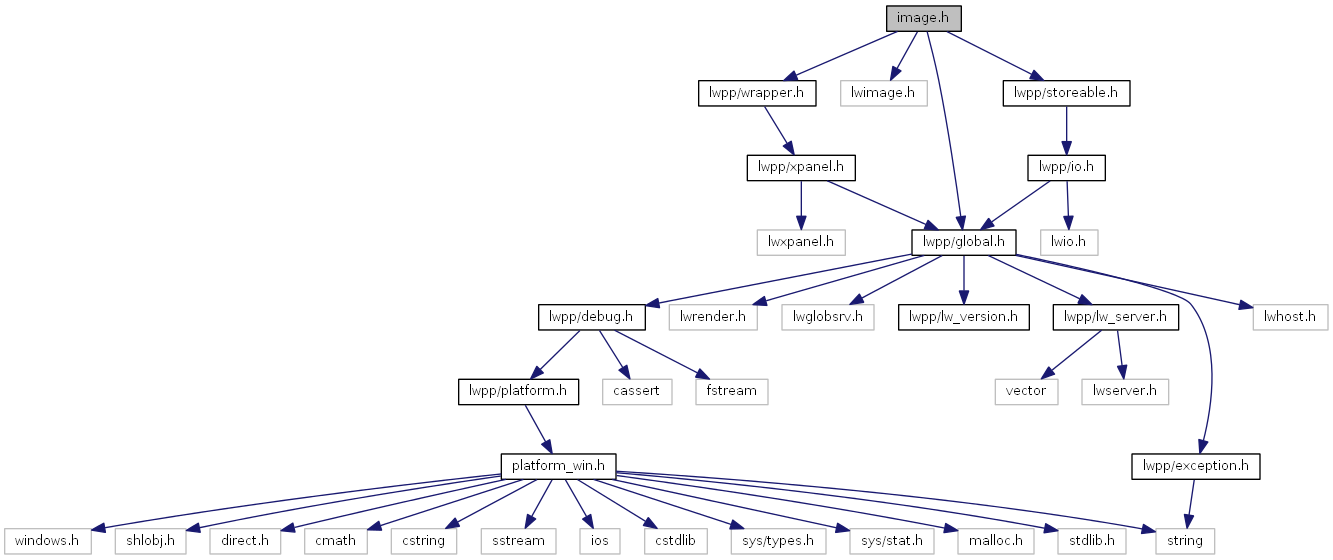 image.h
lwpp/wrapper.h
lwimage.h
lwpp/storeable.h
lwpp/xpanel.h
lwpp/io.h
lwxpanel.h
lwpp/global.h
lwio.h
lwpp/debug.h
lwrender.h
lwglobsrv.h
lwpp/lw_version.h
lwpp/lw_server.h
lwhost.h
lwpp/platform.h
cassert
fstream
vector
lwserver.h
platform_win.h
lwpp/exception.h
windows.h
shlobj.h
direct.h
cmath
cstring
sstream
ios
cstdlib
sys/types.h
sys/stat.h
malloc.h
stdlib.h
string